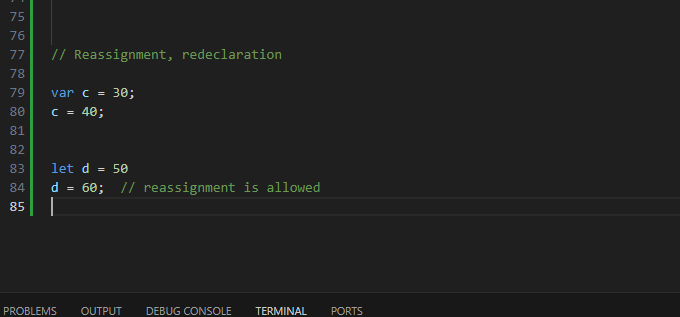 74
75
76
77 // Reassignment, redeclaration
78
79 var c = 30;
80 c = 40;
81
82
83 let d = 50
84 d = 60;  // reassignment is allowed
85
PROBLEMS OUTPUT DEBUG CONSOLE TERMINAL PORTS